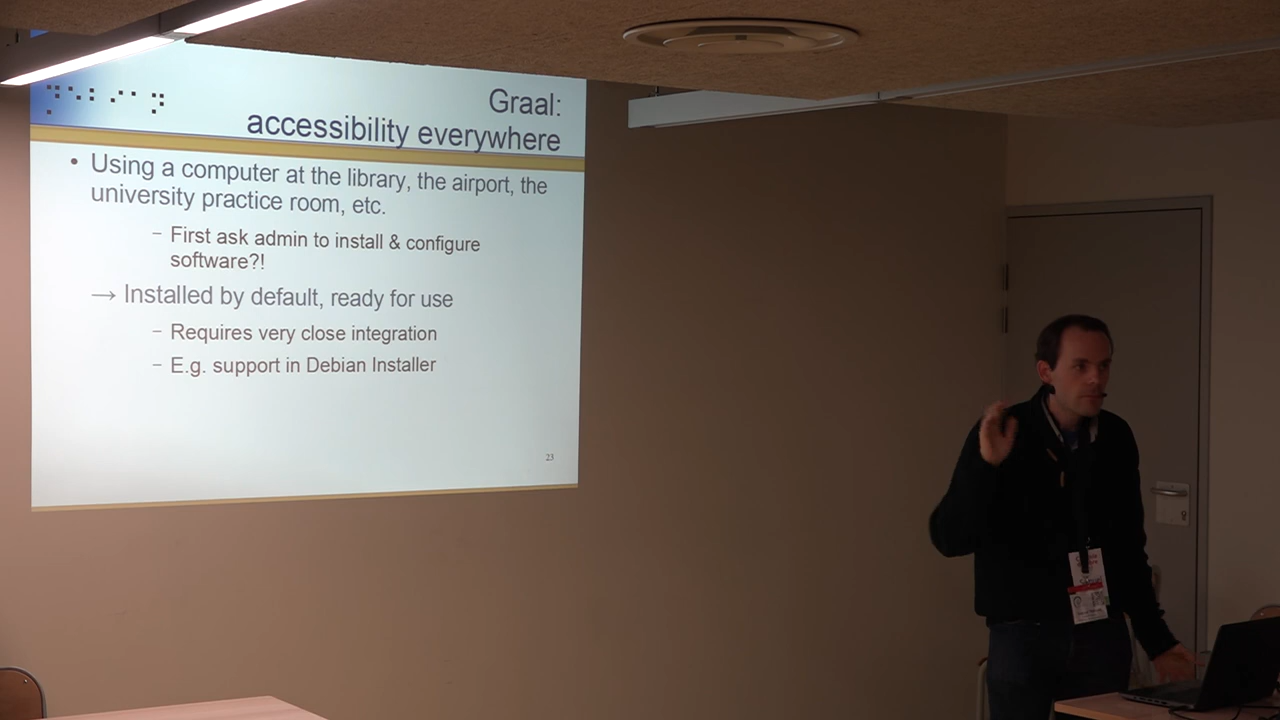 Graal:
accessibility everywhere
• Using a computer at the library, the airport, the
university practice room, etc.
– First ask admin to install & configure
software?!
→ Installed by default, ready for use
– Requires very close integration
– E.g. support in Debian Installer
23